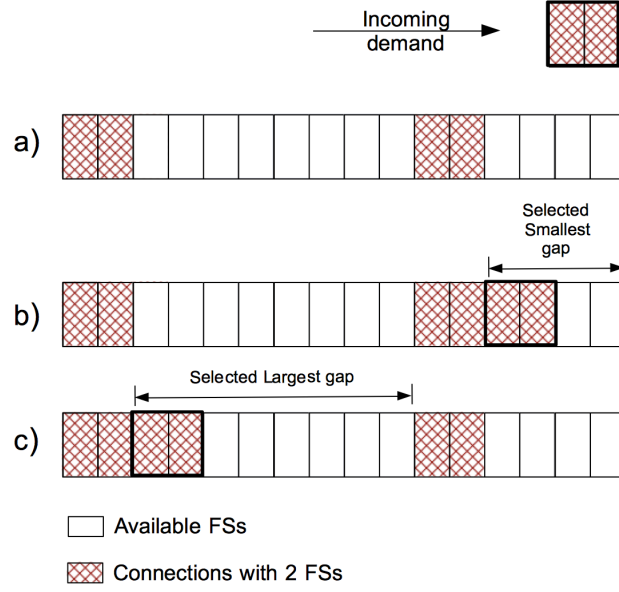 Incoming
demand
a)
Selected
Smallest
gap
b)
Selected Largest gap
c)
Available FSs
Connections with 2 FSs